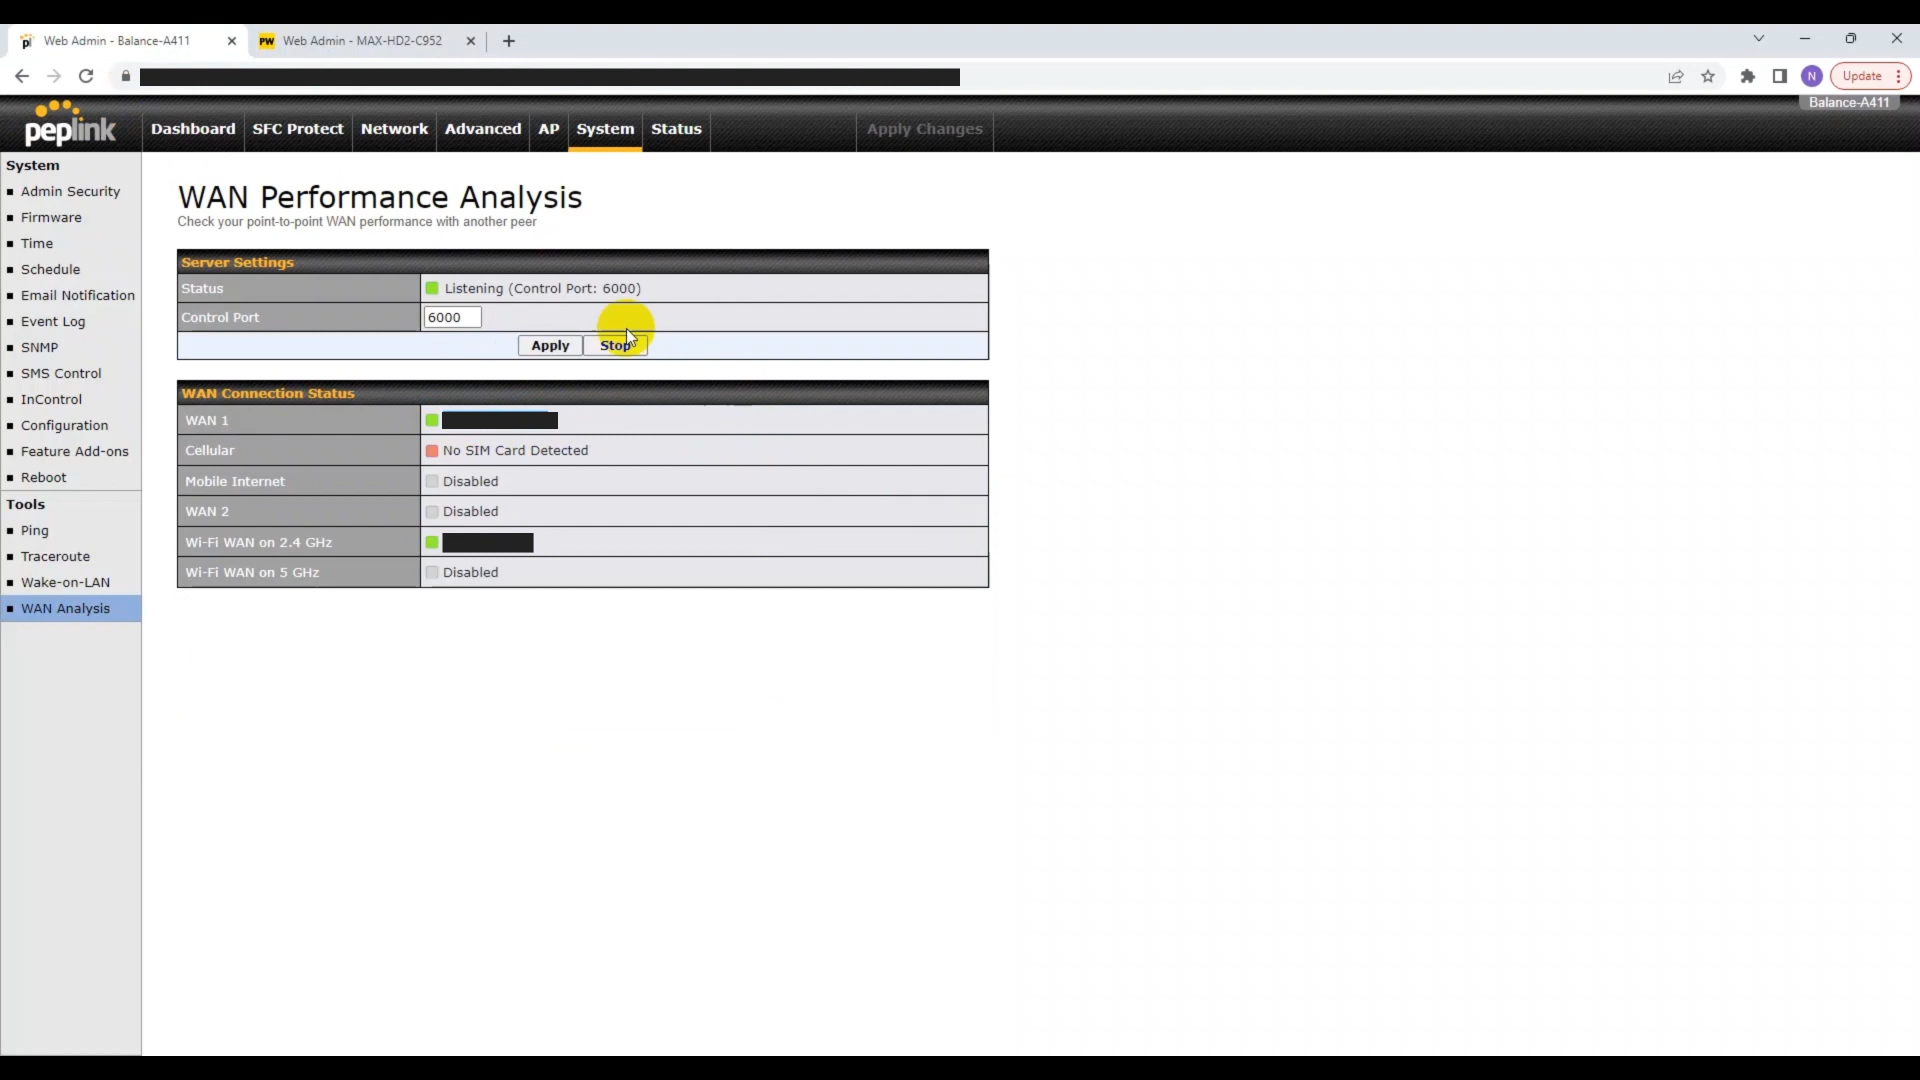 Web Admin - Balance-A411
PW Web Admin - MAX-HD2-C952
N Update
Balance-A411
peplink Dashboard SFC Protect Network Advanced AP System Status Apply Changes
System
Admin Security
Firmware
Time
Schedule
Email Notification
Event Log
SNMP
SMS Control
InControl
Configuration
Feature Add-ons
Reboot
Tools
Ping
Traceroute
Wake-on-LAN
WAN Analysis
WAN Performance Analysis
Check your point-to-point WAN performance with another peer
Server Settings
Status Listening (Control Port: 6000)
Control Port 6000
Apply Stop
WAN Connection Status
WAN 1
Cellular No SIM Card Detected
Mobile Internet Disabled
WAN 2 Disabled
Wi-Fi WAN on 2.4 GHz
Wi-Fi WAN on 5 GHz Disabled